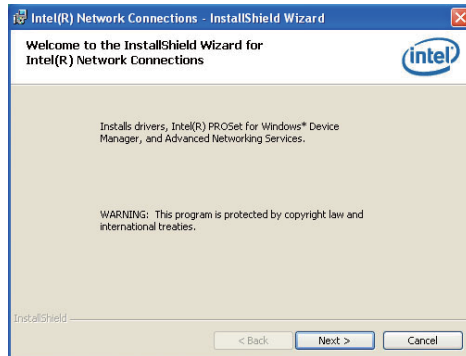 Intel(R) Network Connections - InstallShield Wizard
Welcome to the InstallShield Wizard for
Intel(R) Network Connections
intel
Installs drivers, Intel(R) PROSet for Windows* Device
Manager, and Advanced Networking Services.
WARNING: This program is protected by copyright law and
international treaties.
InstallShield
< Back Next > Cancel